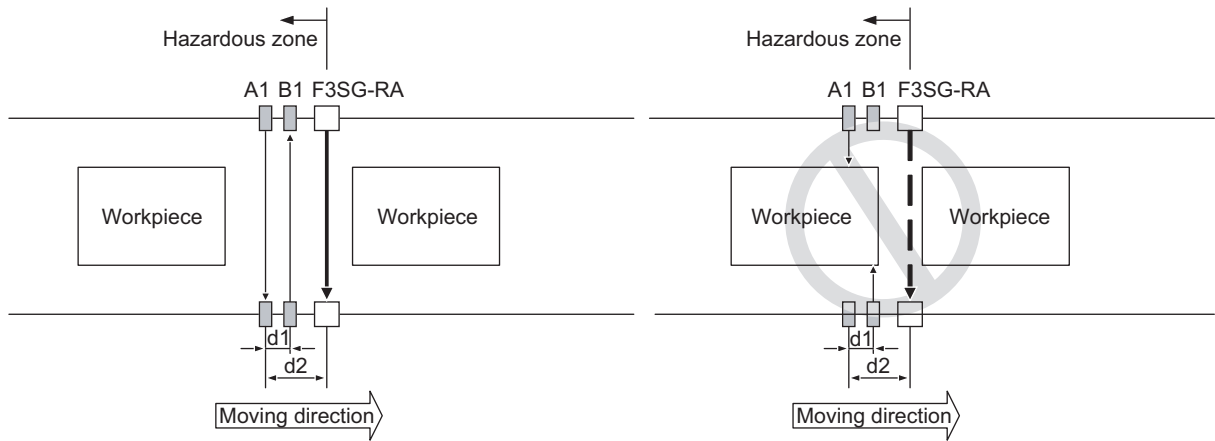 Hazardous zone
A1 B1 F3SG-RA
Workpiece Workpiece
d1
d2
Moving direction
Hazardous zone
A1 B1 F3SG-RA
Workpiece Workpiece
d1
d2
Moving direction